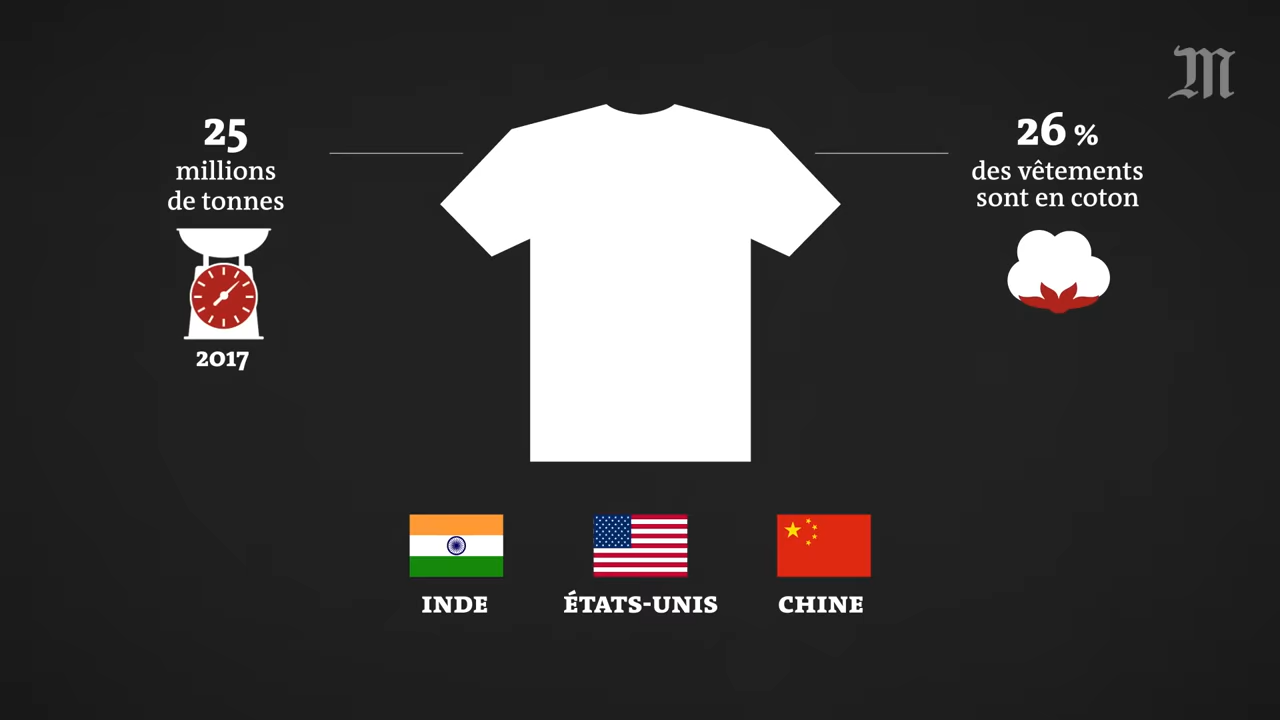 25
millions
de tonnes
2017
26 %
des vêtements
sont en coton
M
INDE
ÉTATS-UNIS
CHINE